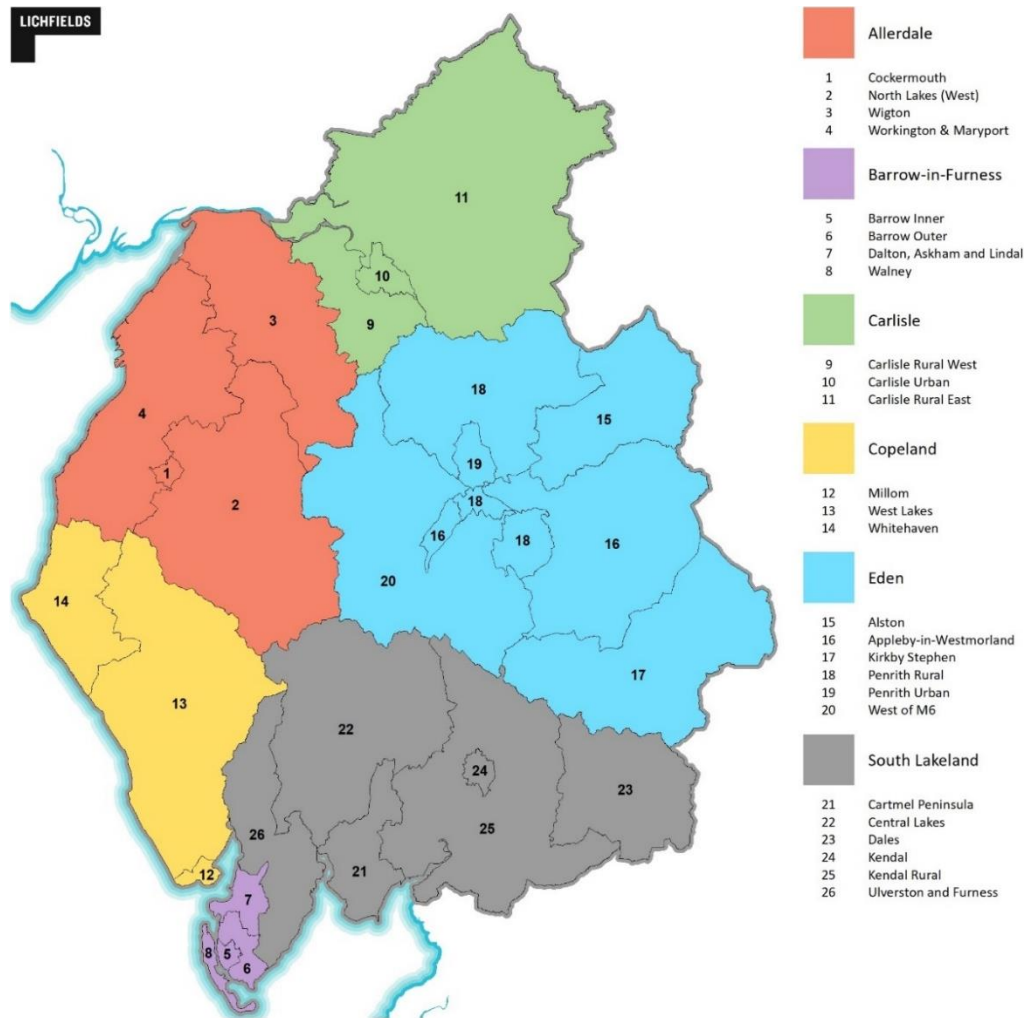 LICHFIELDS
Allerdale
1 Cockermouth
2 North Lakes (West)
3 Wigton
4 Workington & Maryport
Barrow-in-Furness
5 Barrow Inner
6 Barrow Outer
7 Dalton, Askham and Lindal
8 Walney
Carlisle
9 Carlisle Rural West
10 Carlisle Urban
11 Carlisle Rural East
Copeland
12 Millom
13 West Lakes
14 Whitehaven
Eden
15 Alston
16 Appleby-in-Westmorland
17 Kirkby Stephen
18 Penrith Rural
19 Penrith Urban
20 West of M6
South Lakeland
21 Cartmel Peninsula
22 Central Lakes
23 Dales
24 Kendal
25 Kendal Rural
26 Ulverston and Furness
11
10
3
9
18
4
15
19
1
18
2
16
18
16
20
14
17
13
22
24
23
25
26
21
12
7
8
5
6